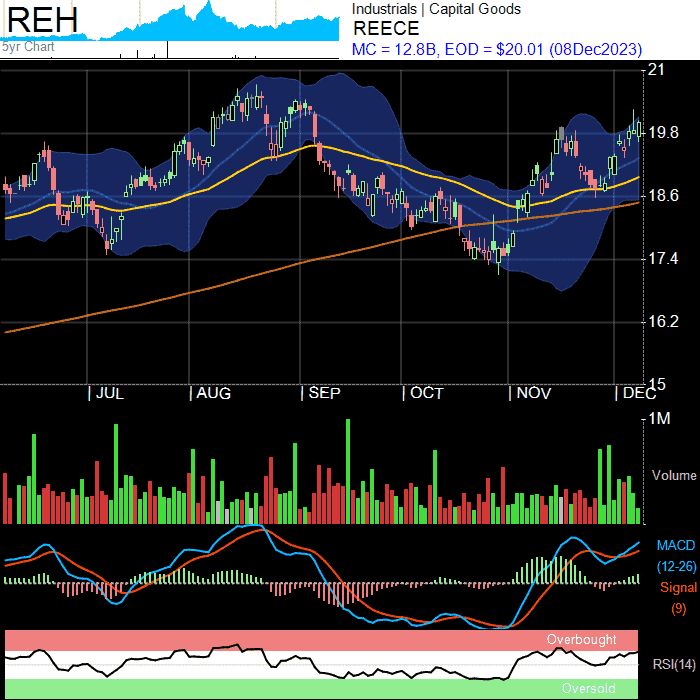 REH
5yr Chart
Industrials | Capital Goods
REECE
MC = 12.8B, EOD = $20.01 (08Dec2023)
21
19.8
18.6
17.4
16.2
15
| JUL | AUG | SEP | OCT | NOV | DEC
1M
Volume
MACD
(12-26)
Signal
(9)
Overbought
RSI(14)
Oversold